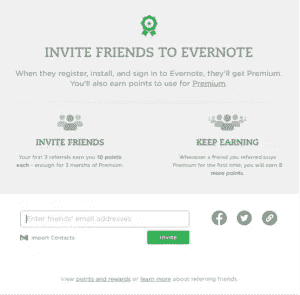 INVITE FRIENDS TO EVERNOTE
When they register, install, and sign in to Evernote, they'll get Premium.
You'll also earn points to use for Premium.
INVITE FRIENDS
Your first 3 referrals earn you 10 points
each - enough for 3 months of Premium.
KEEP EARNING
Whenever a friend you referred buys
Premium for the first time, you will earn 5
more points.
Enter friends' email addresses
Import Contacts
INVITE
View points and rewards or learn more about referring friends.